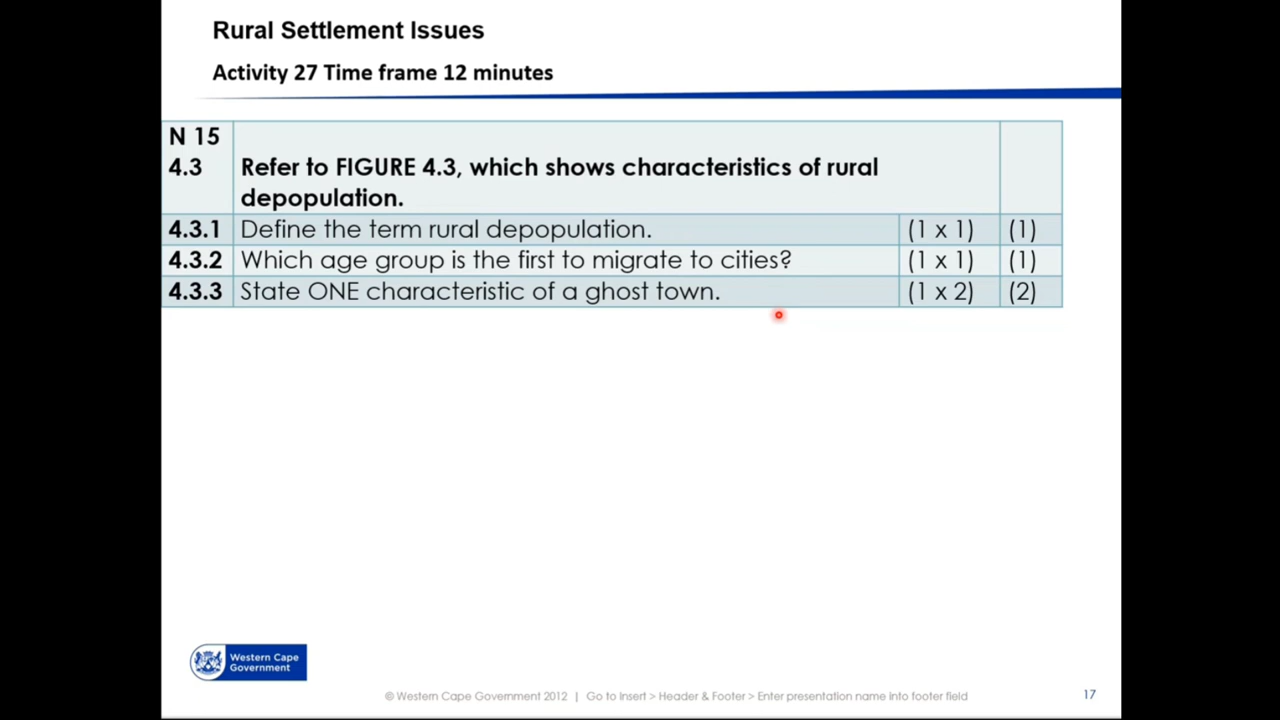 Rural Settlement Issues
Activity 27 Time frame 12 minutes
N 15
4.3 Refer to FIGURE 4.3, which shows characteristics of rural
depopulation.
4.3.1 Define the term rural depopulation. (1 x 1) (1)
4.3.2 Which age group is the first to migrate to cities? (1 x 1) (1)
4.3.3 State ONE characteristic of a ghost town. (1 x 2) (2)
Western Cape
Government
© Western Cape Government 2012 | Go to Insert > Header & Footer > Enter presentation name into footer field
17